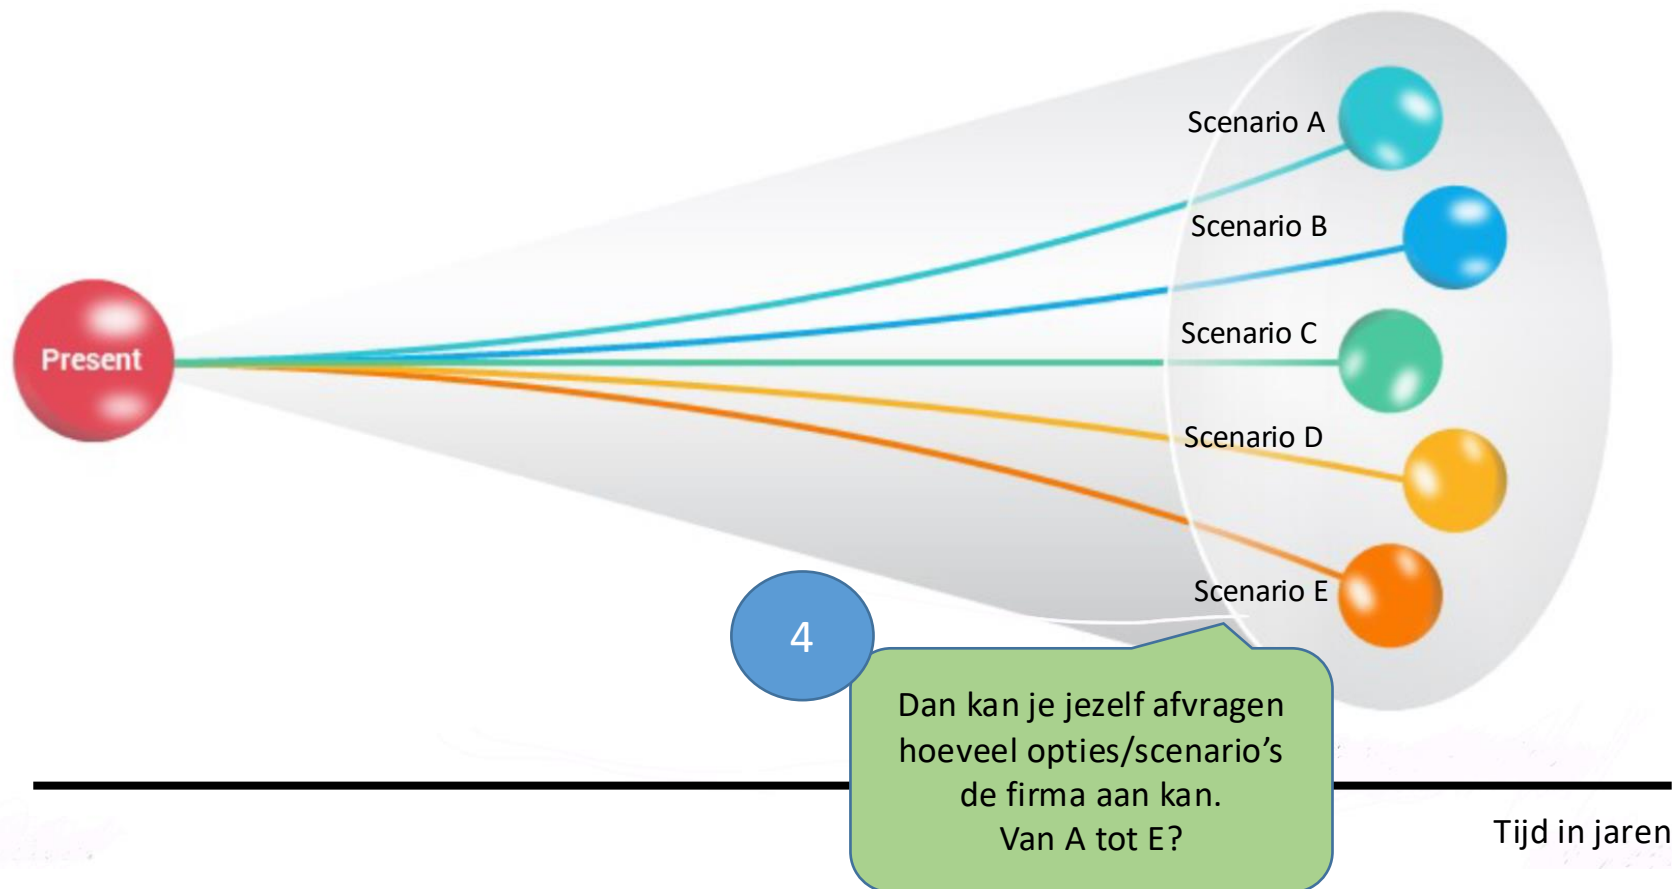 Scenario A
Scenario B
Scenario C
Present
Scenario D
Scenario E
4
Dan kan je jezelf afvragen
hoeveel opties/scenario’s
de firma aan kan.
Van A tot E?
Tijd in jaren